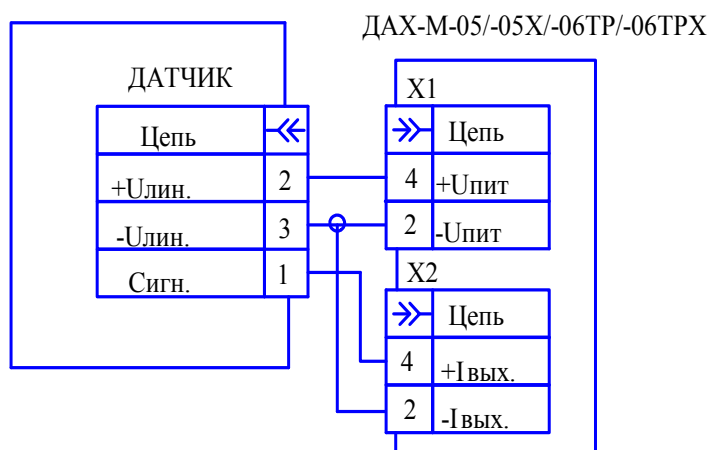 ДАХ-М-05/-05Х/-06ТР/-06ТРХ
ДАТЧИК
Цепь
+Uлин. 2
-Uлин. 3
Сигн. 1
X1
Цепь
4 +Uпит
2 -Uпит
X2
Цепь
4 +Iвых.
2 -Iвых.